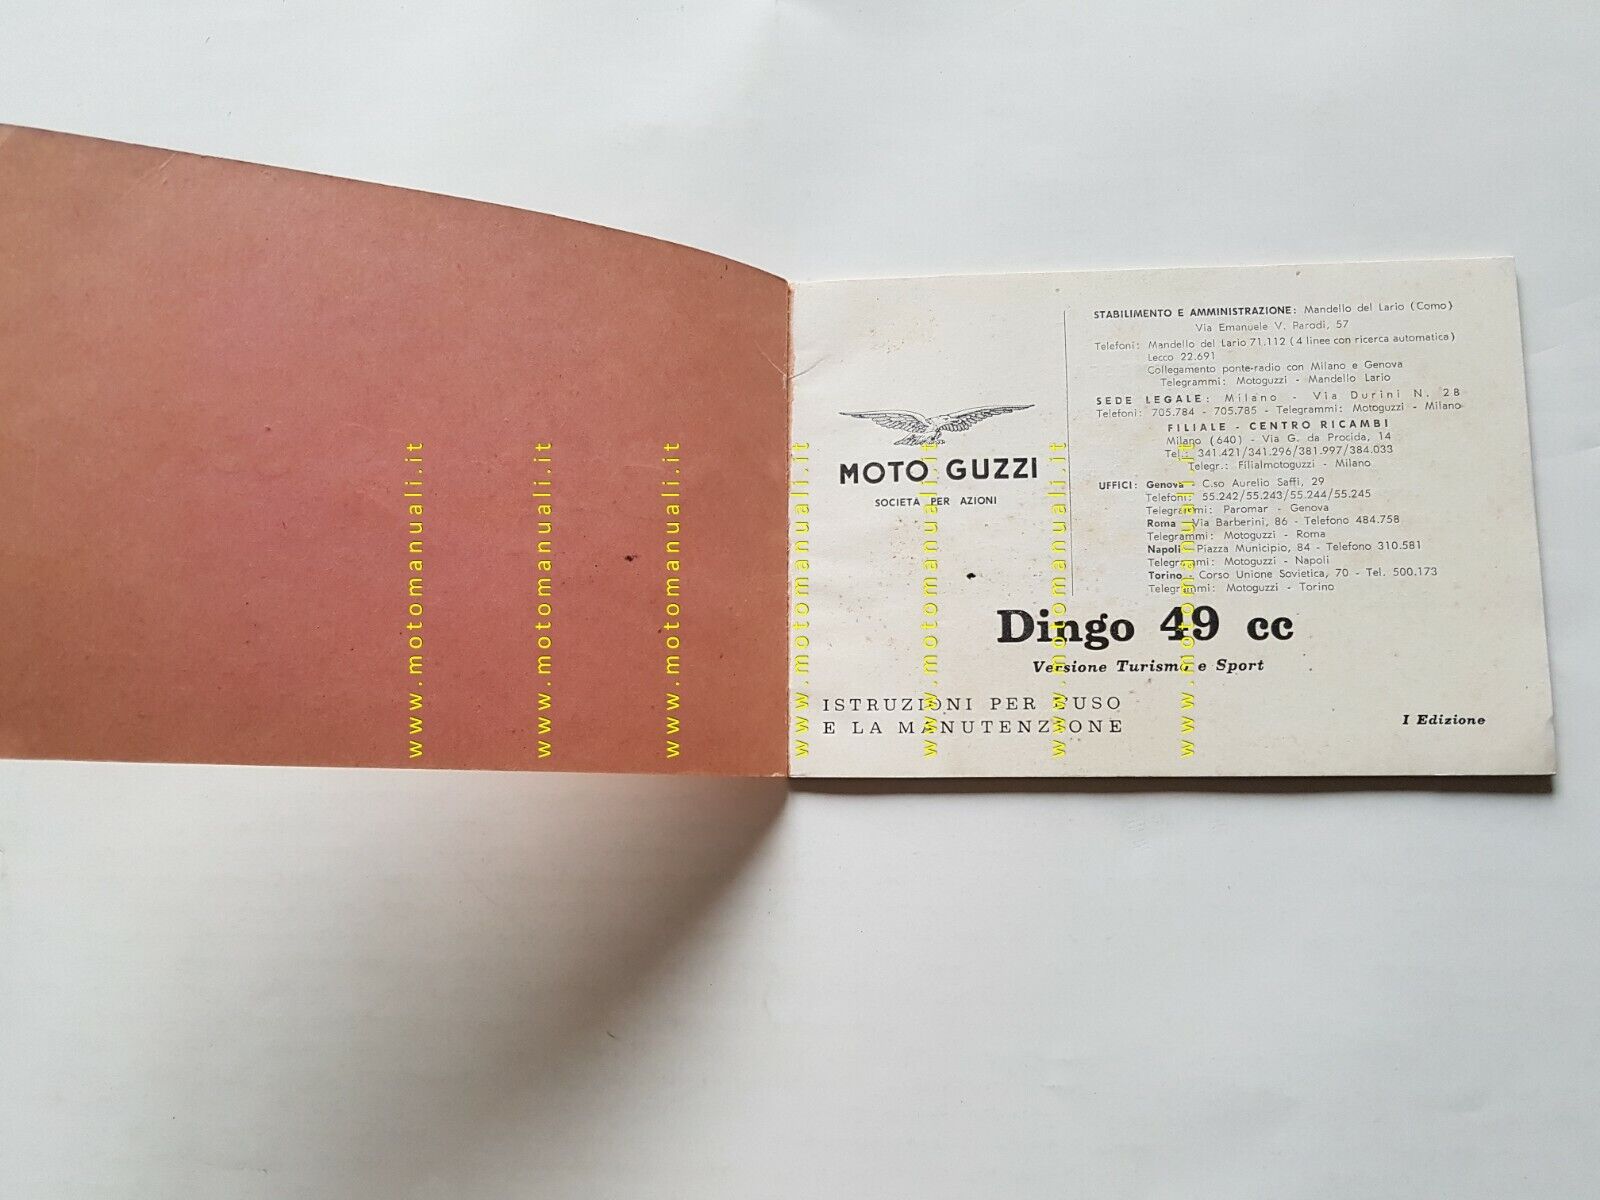 MOTO GUZZI
SOCIETÀ PER AZIONI
STABILIMENTO E AMMINISTRAZIONE: Mandello del Lario (Como)
Via Emanuele V. Parodi, 57
Telefoni: Mandello del Lario 71.112 (4 linee con ricerca automatica)
Lecco 22.691
Collegamento ponte-radio con Milano e Genova
Telegrammi: Motoguzzi - Mandello Lario
SEDE LEGALE: Milano - Via Durini N. 28
Telefoni: 705.784 - 705.785 - Telegrammi: Motoguzzi - Milano
FILIALE - CENTRO RICAMBI
Milano (640) - Via G. da Procida, 14
Tel.: 341.421/341.296/381.997/384.033
Telegr.: Filialmotoguzzi - Milano
UFFICI: Genova - C.so Aurelio Saffi, 29
Telefoni: 55.242/55.243/55.244/55.245
Telegrammi: Paromar - Genova
Roma - Via Barberini, 86 - Telefono 484.758
Telegrammi: Motoguzzi - Roma
Napoli - Piazza Municipio, 84 - Telefono 310.581
Telegrammi: Motoguzzi - Napoli
Torino - Corso Unione Sovietica, 70 - Tel. 500.173
Telegrammi: Motoguzzi - Torino
Dingo 49 cc
Versione Turismo e Sport
ISTRUZIONI PER L'USO
E LA MANUTENZIONE
I Edizione
www.motomanuali.it
www.motomanuali.it
www.motomanuali.it
www.motomanuali.it
www.motomanuali.it
www.motomanuali.it
www.motomanuali.it